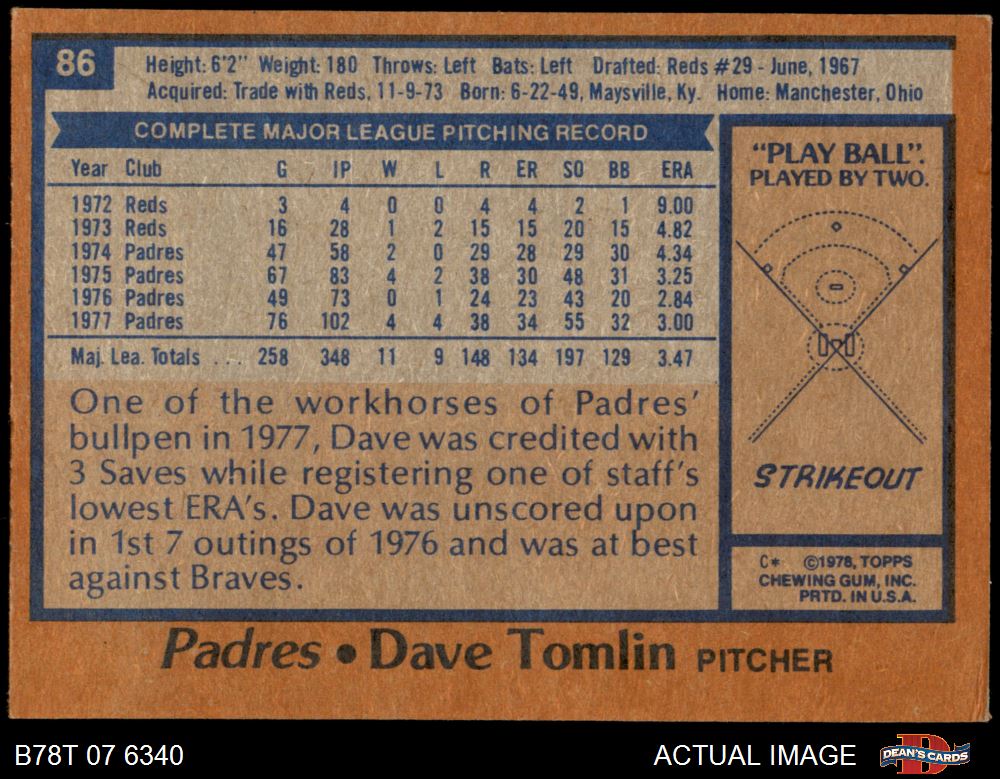 86
Height: 6'2" Weight: 180 Throws: Left Bats: Left Drafted: Reds #29 - June, 1967
Acquired: Trade with Reds, 11-9-73 Born: 6-22-49, Maysville, Ky. Home: Manchester, Ohio
COMPLETE MAJOR LEAGUE PITCHING RECORD
Year Club G IP W L R ER SO BB ERA
1972 Reds 3 4 0 0 4 4 2 1 9.00
1973 Reds 16 28 1 2 15 15 20 15 4.82
1974 Padres 47 58 2 0 29 28 29 30 4.34
1975 Padres 67 83 4 2 38 30 48 31 3.25
1976 Padres 49 73 0 1 24 23 43 20 2.84
1977 Padres 76 102 4 4 38 34 55 32 3.00
Maj. Lea. Totals ... 258 348 11 9 148 134 197 129 3.47
One of the workhorses of Padres'
bullpen in 1977, Dave was credited with
3 Saves while registering one of staff's
lowest ERA's. Dave was unscored upon
in 1st 7 outings of 1976 and was at best
against Braves.
"PLAY BALL".
PLAYED BY TWO.
STRIKEOUT
C* ©1978, TOPPS
CHEWING GUM, INC.
PRTD. IN U.S.A.
Padres • Dave Tomlin PITCHER
B78T 07 6340
ACTUAL IMAGE
DEAN'S CARDS